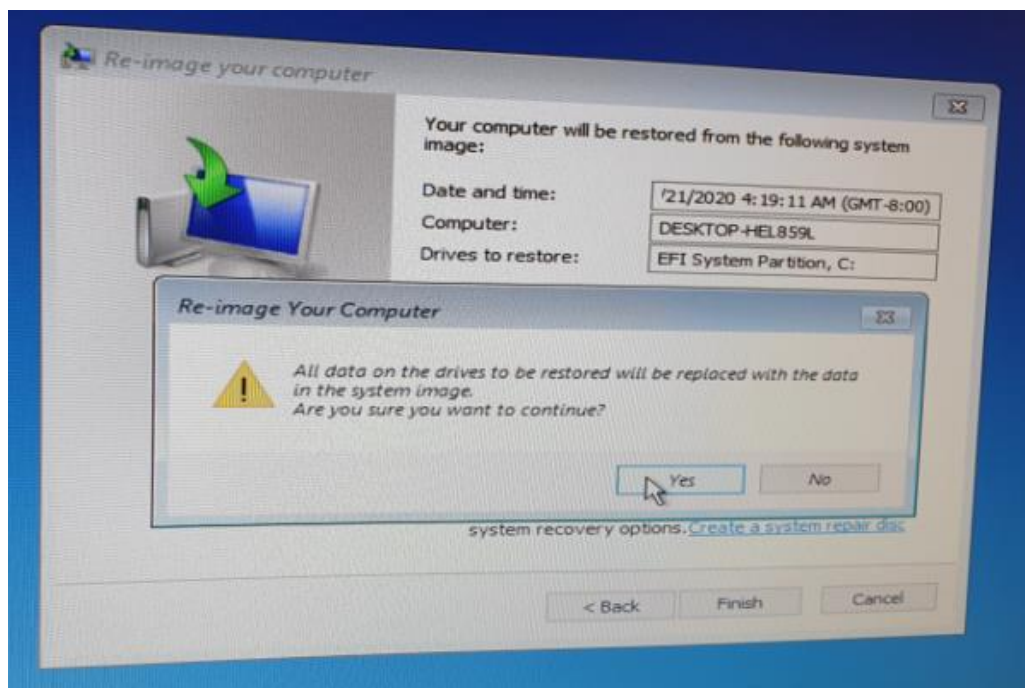 Re-image your computer
Your computer will be restored from the following system
image:
Date and time: '21/2020 4:19:11 AM (GMT-8:00)
Computer: DESKTOP-HEL859L
Drives to restore: EFI System Partition, C:
Re-image Your Computer
All data on the drives to be restored will be replaced with the data
in the system image.
Are you sure you want to continue?
Yes No
system recovery options. Create a system repair disc
< Back Finish Cancel